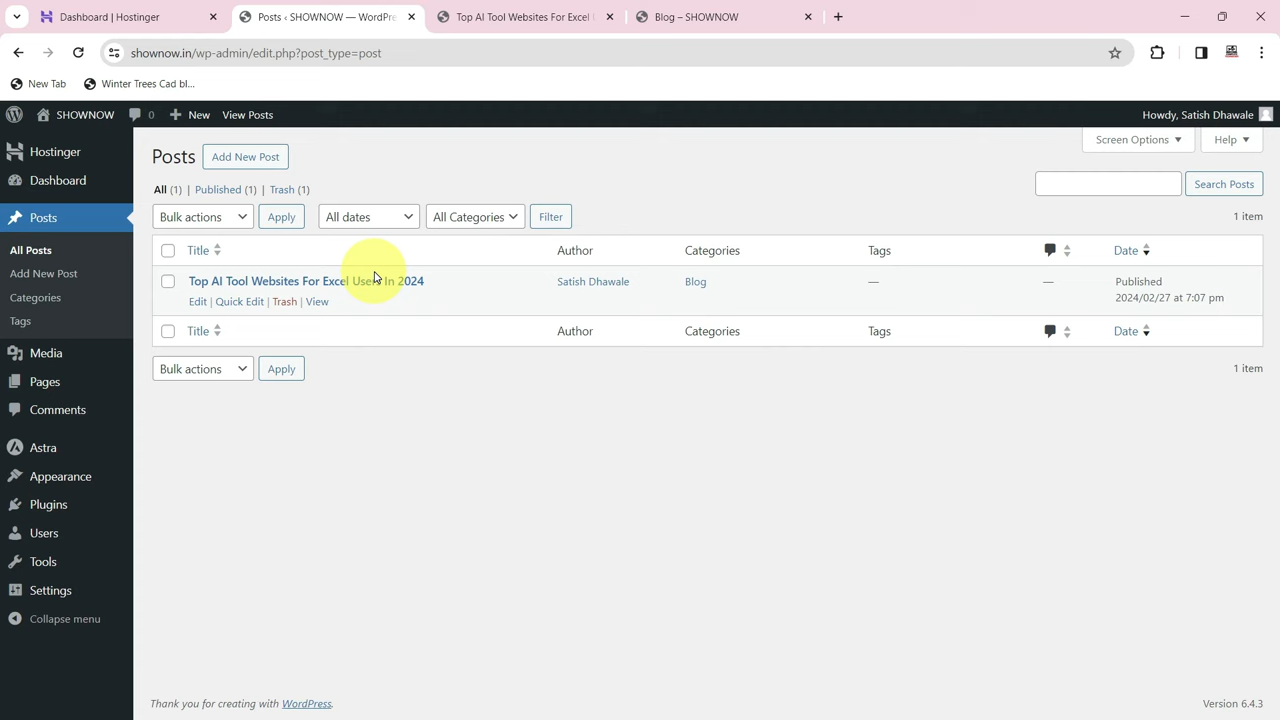 Dashboard | Hostinger
Posts ‹ SHOWNOW — WordPre
Top AI Tool Websites For Excel
Blog – SHOWNOW
shownow.in/wp-admin/edit.php?post_type=post
New Tab
Winter Trees Cad bl...
SHOWNOW
0
New
View Posts
Howdy, Satish Dhawale
Hostinger
Dashboard
Posts
All Posts
Add New Post
Categories
Tags
Media
Pages
Comments
Astra
Appearance
Plugins
Users
Tools
Settings
Collapse menu
Screen Options
Help
Posts
Add New Post
All (1) | Published (1) | Trash (1)
Search Posts
Bulk actions
Apply
All dates
All Categories
Filter
1 item
Title
Author
Categories
Tags
Date
Top AI Tool Websites For Excel Users In 2024
Satish Dhawale
Blog
—
—
Published
2024/02/27 at 7:07 pm
Edit | Quick Edit | Trash | View
Title
Author
Categories
Tags
Date
Bulk actions
Apply
1 item
Thank you for creating with WordPress.
Version 6.4.3